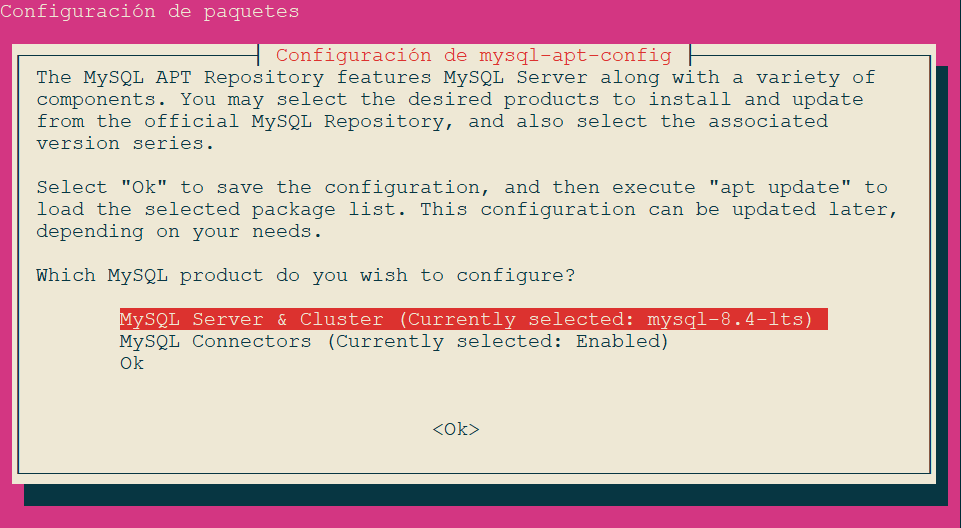 Configuración de paquetes
Configuración de mysql-apt-config
The MySQL APT Repository features MySQL Server along with a variety of
components. You may select the desired products to install and update
from the official MySQL Repository, and also select the associated
version series.
Select "Ok" to save the configuration, and then execute "apt update" to
load the selected package list. This configuration can be updated later,
depending on your needs.
Which MySQL product do you wish to configure?
MySQL Server & Cluster (Currently selected: mysql-8.4-lts)
MySQL Connectors (Currently selected: Enabled)
Ok
<Ok>